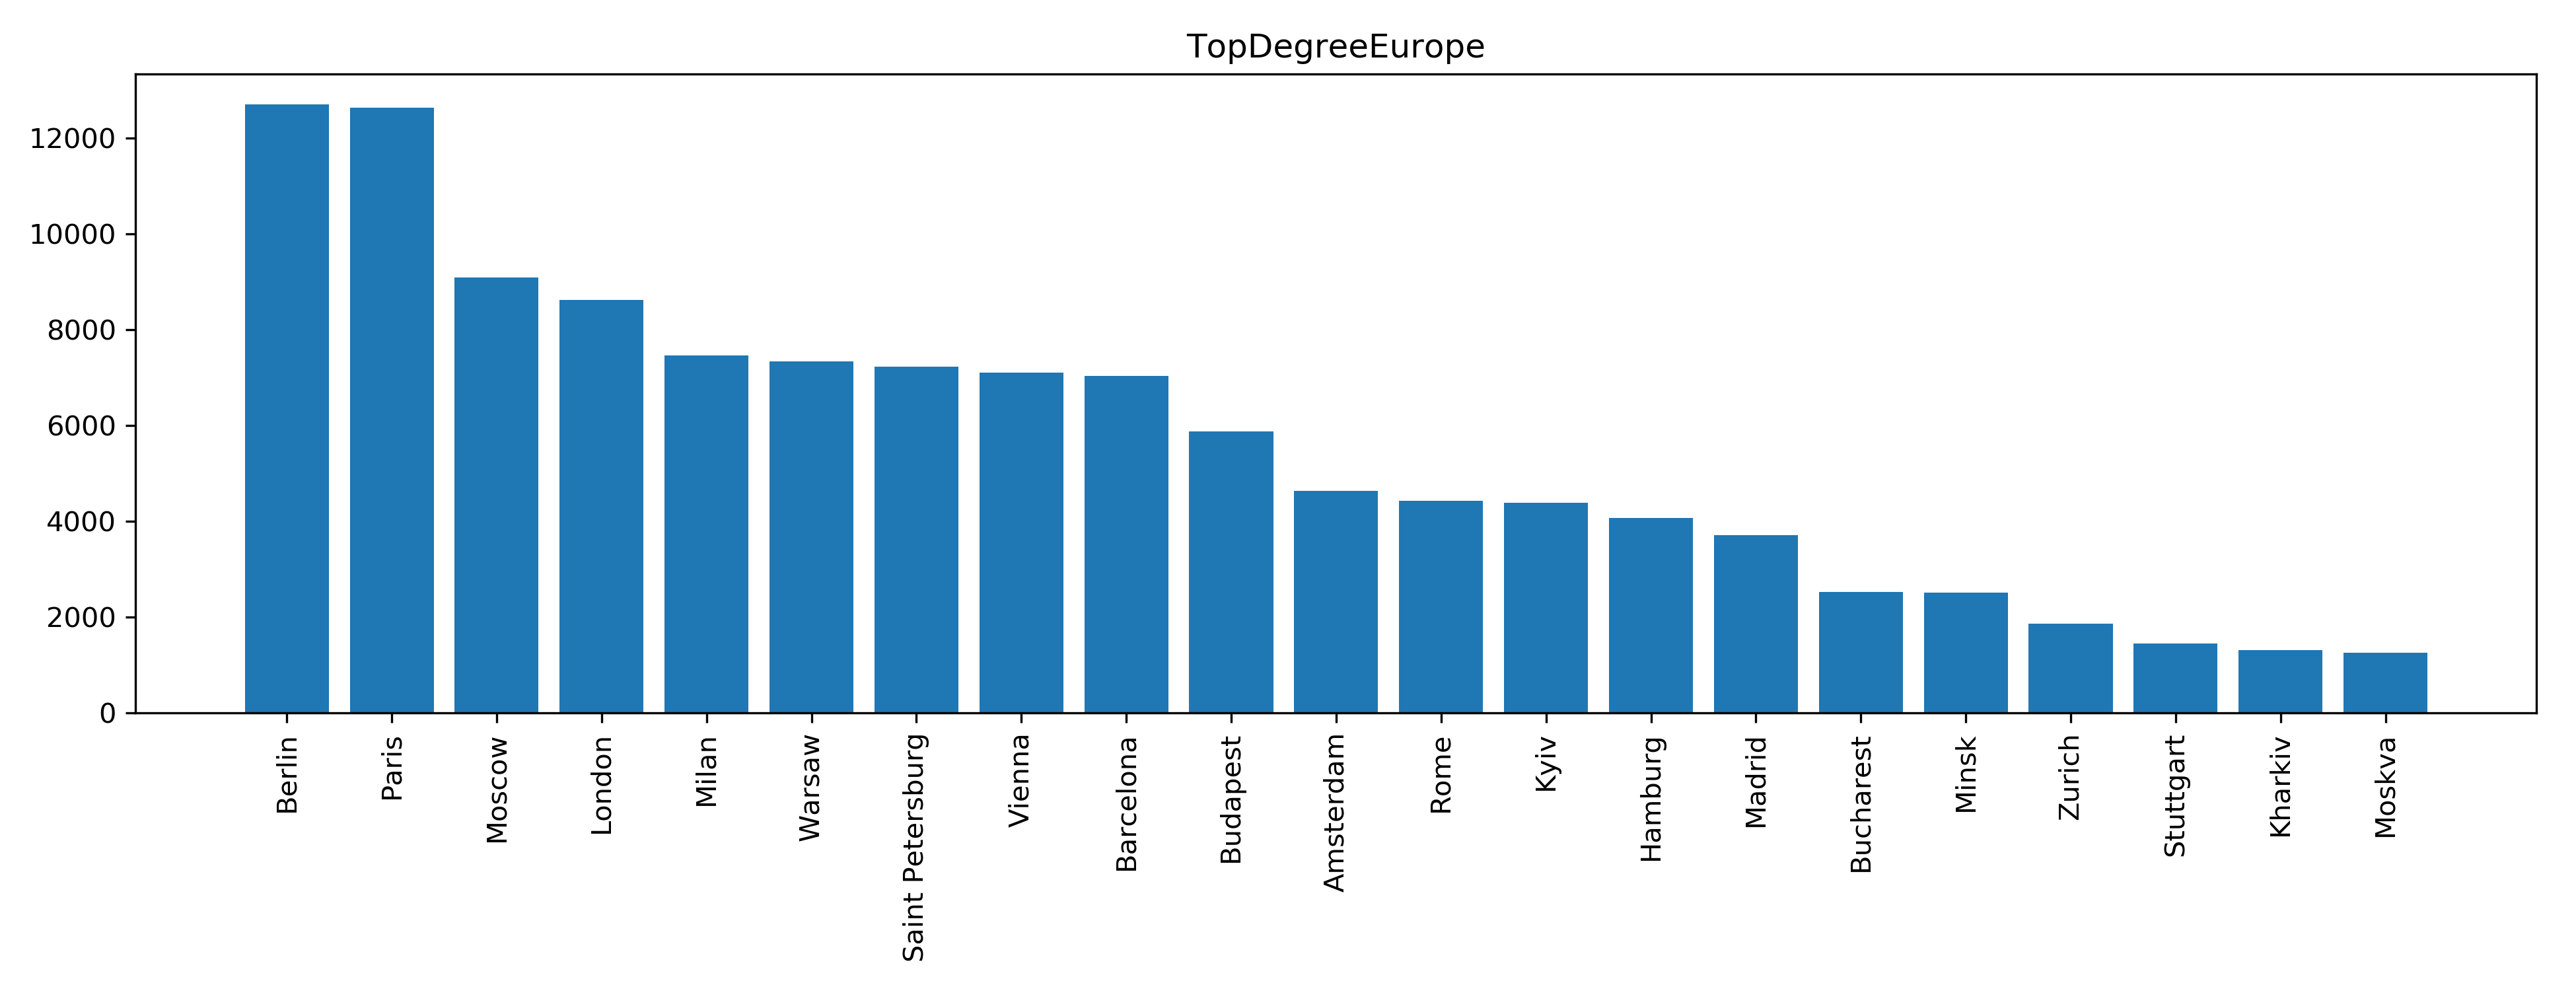 TopDegreeEurope
12000
10000
8000
6000
4000
2000
0
Berlin
Paris
Moscow
London
Milan
Warsaw
Saint Petersburg
Vienna
Barcelona
Budapest
Amsterdam
Rome
Kyiv
Hamburg
Madrid
Bucharest
Minsk
Zurich
Stuttgart
Kharkiv
Moskva